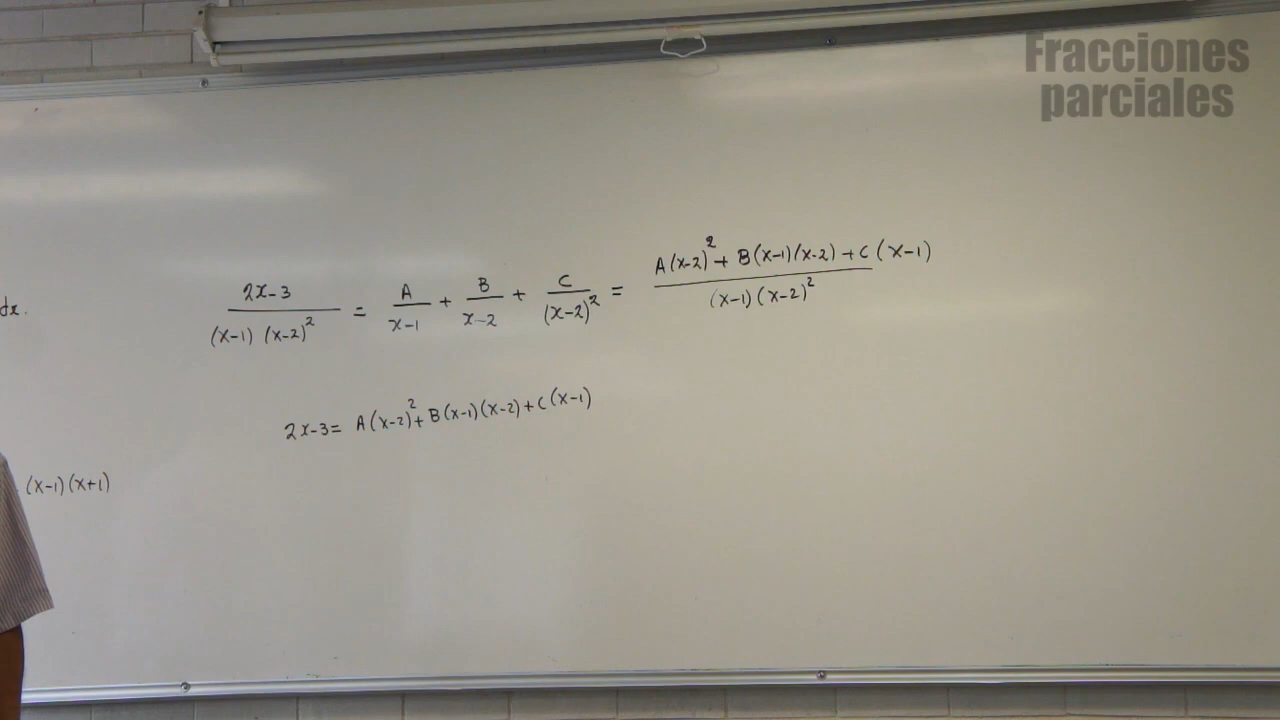 Fracciones
parciales
dx.
2x-3 / (x-1) (x-2)² = A / x-1 + B / x-2 + C / (x-2)² = A(x-2)² + B(x-1)(x-2) + C(x-1) / (x-1)(x-2)²
2x-3= A(x-2)²+ B(x-1)(x-2)+C(x-1)
(x-1)(x+1)